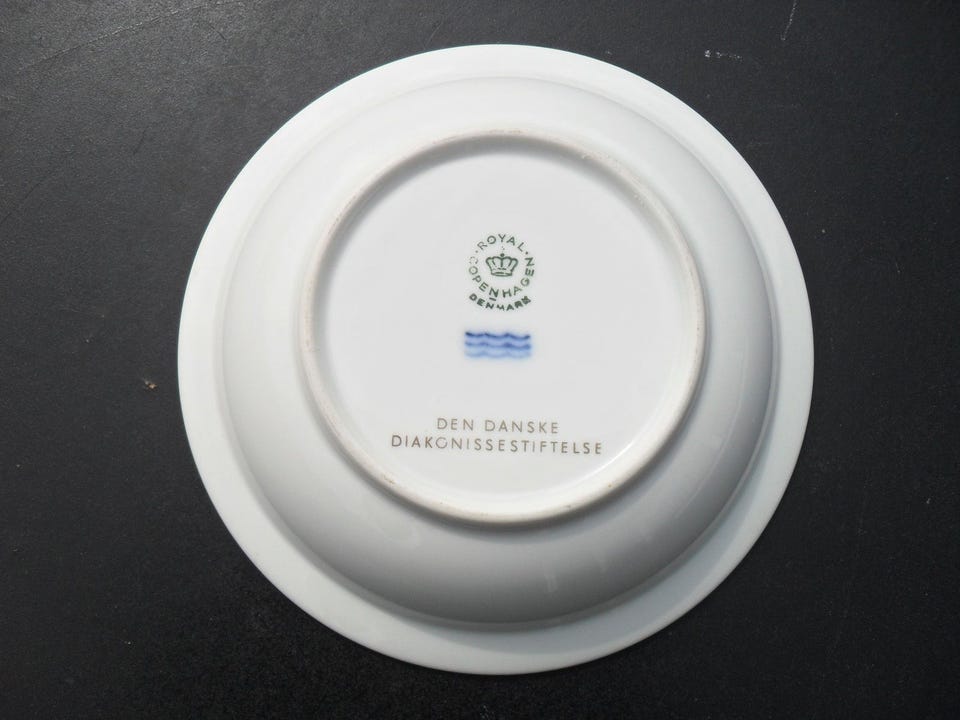 ROYAL
COPENHAGEN
DENMARK
DEN DANSKE
DIAKONISSESTIFTELSE